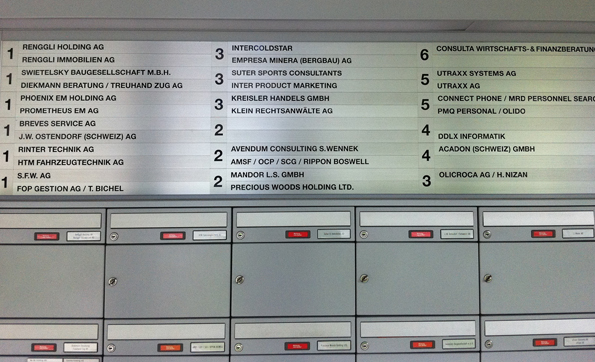 1 RENGGLI HOLDING AG
RENGGLI IMMOBILIEN AG
1 SWIETELSKY BAUGESELLSCHAFT M.B.H.
DIEKMANN BERATUNG / TREUHAND ZUG AG
1 PHOENIX EM HOLDING AG
PROMETHEUS EM AG
1 BREVES SERVICE AG
J.W. OSTENDORF (SCHWEIZ) AG
1 RINTER TECHNIK AG
HTM FAHRZEUGTECHNIK AG
1 S.F.W. AG
FOP GESTION AG / T. BICHEL
3 INTERCOLDSTAR
EMPRESA MINERA (BERGBAU) AG
3 SUTER SPORTS CONSULTANTS
INTER PRODUCT MARKETING
3 KREISLER HANDELS GMBH
KLEIN RECHTSANWÄLTE AG
2
2 AVENDUM CONSULTING S.WENNEK
AMSF / OCP / SCG / RIPPON BOSWELL
2 MANDOR L.S. GMBH
PRECIOUS WOODS HOLDING LTD.
6 CONSULTA WIRTSCHAFTS- & FINANZBERATUN
5 UTRAXX SYSTEMS AG
UTRAXX AG
5 CONNECT PHONE / MRD PERSONNEL SEARC
PMQ PERSONAL / OLIDO
4
DDLX INFORMATIK
4 ACADON (SCHWEIZ) GMBH
3 OLICROCA AG / H. NIZAN